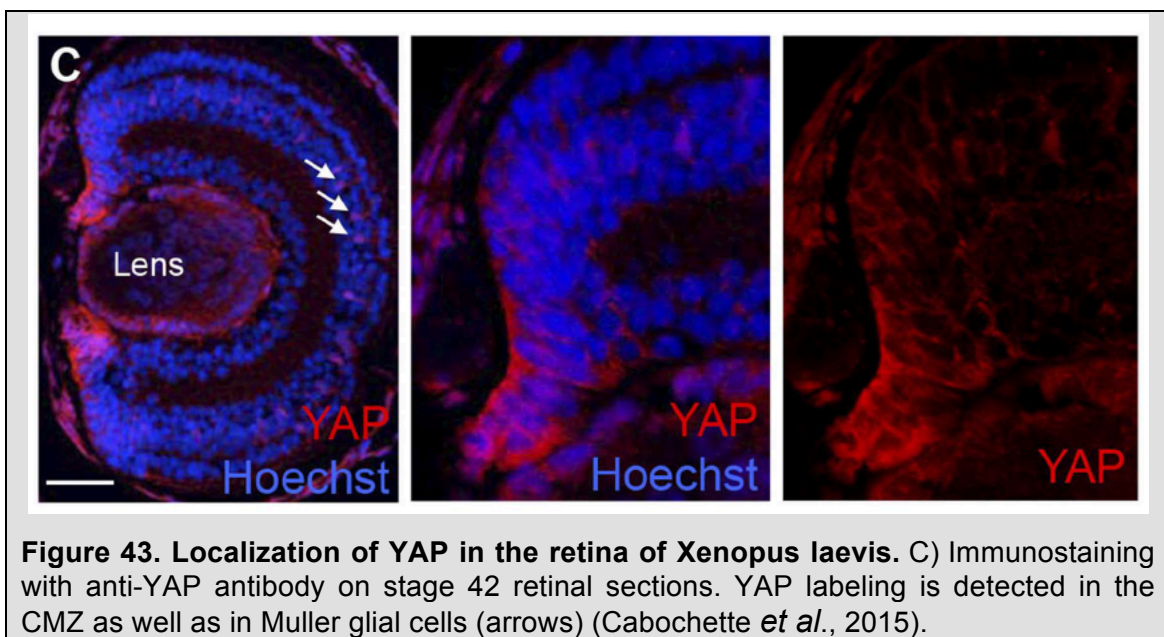 C
Lens
YAP
Hoechst
YAP
Hoechst
YAP
Figure 43. Localization of YAP in the retina of Xenopus laevis. C) Immunostaining
with anti-YAP antibody on stage 42 retinal sections. YAP labeling is detected in the
CMZ as well as in Muller glial cells (arrows) (Cabochette et al., 2015).